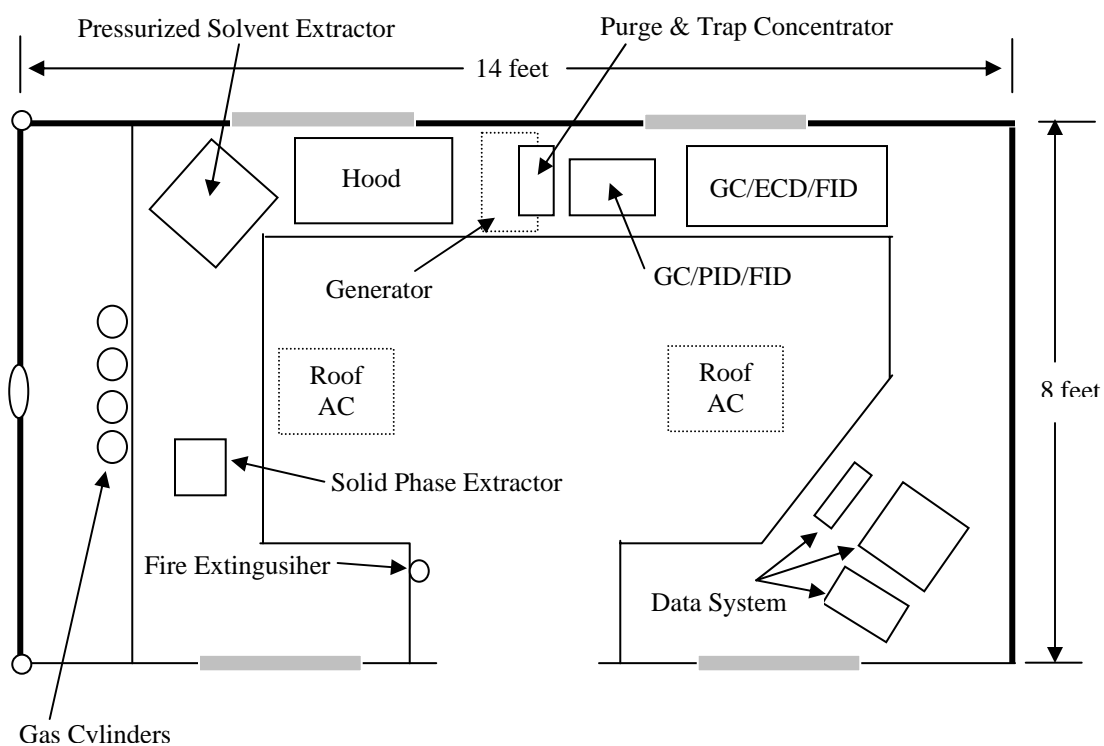 Pressurized Solvent Extractor
Purge & Trap Concentrator
14 feet
Hood
GC/ECD/FID
Generator
GC/PID/FID
Roof
AC
Roof
AC
8 feet
Solid Phase Extractor
Fire Extingusiher
Data System
Gas Cylinders